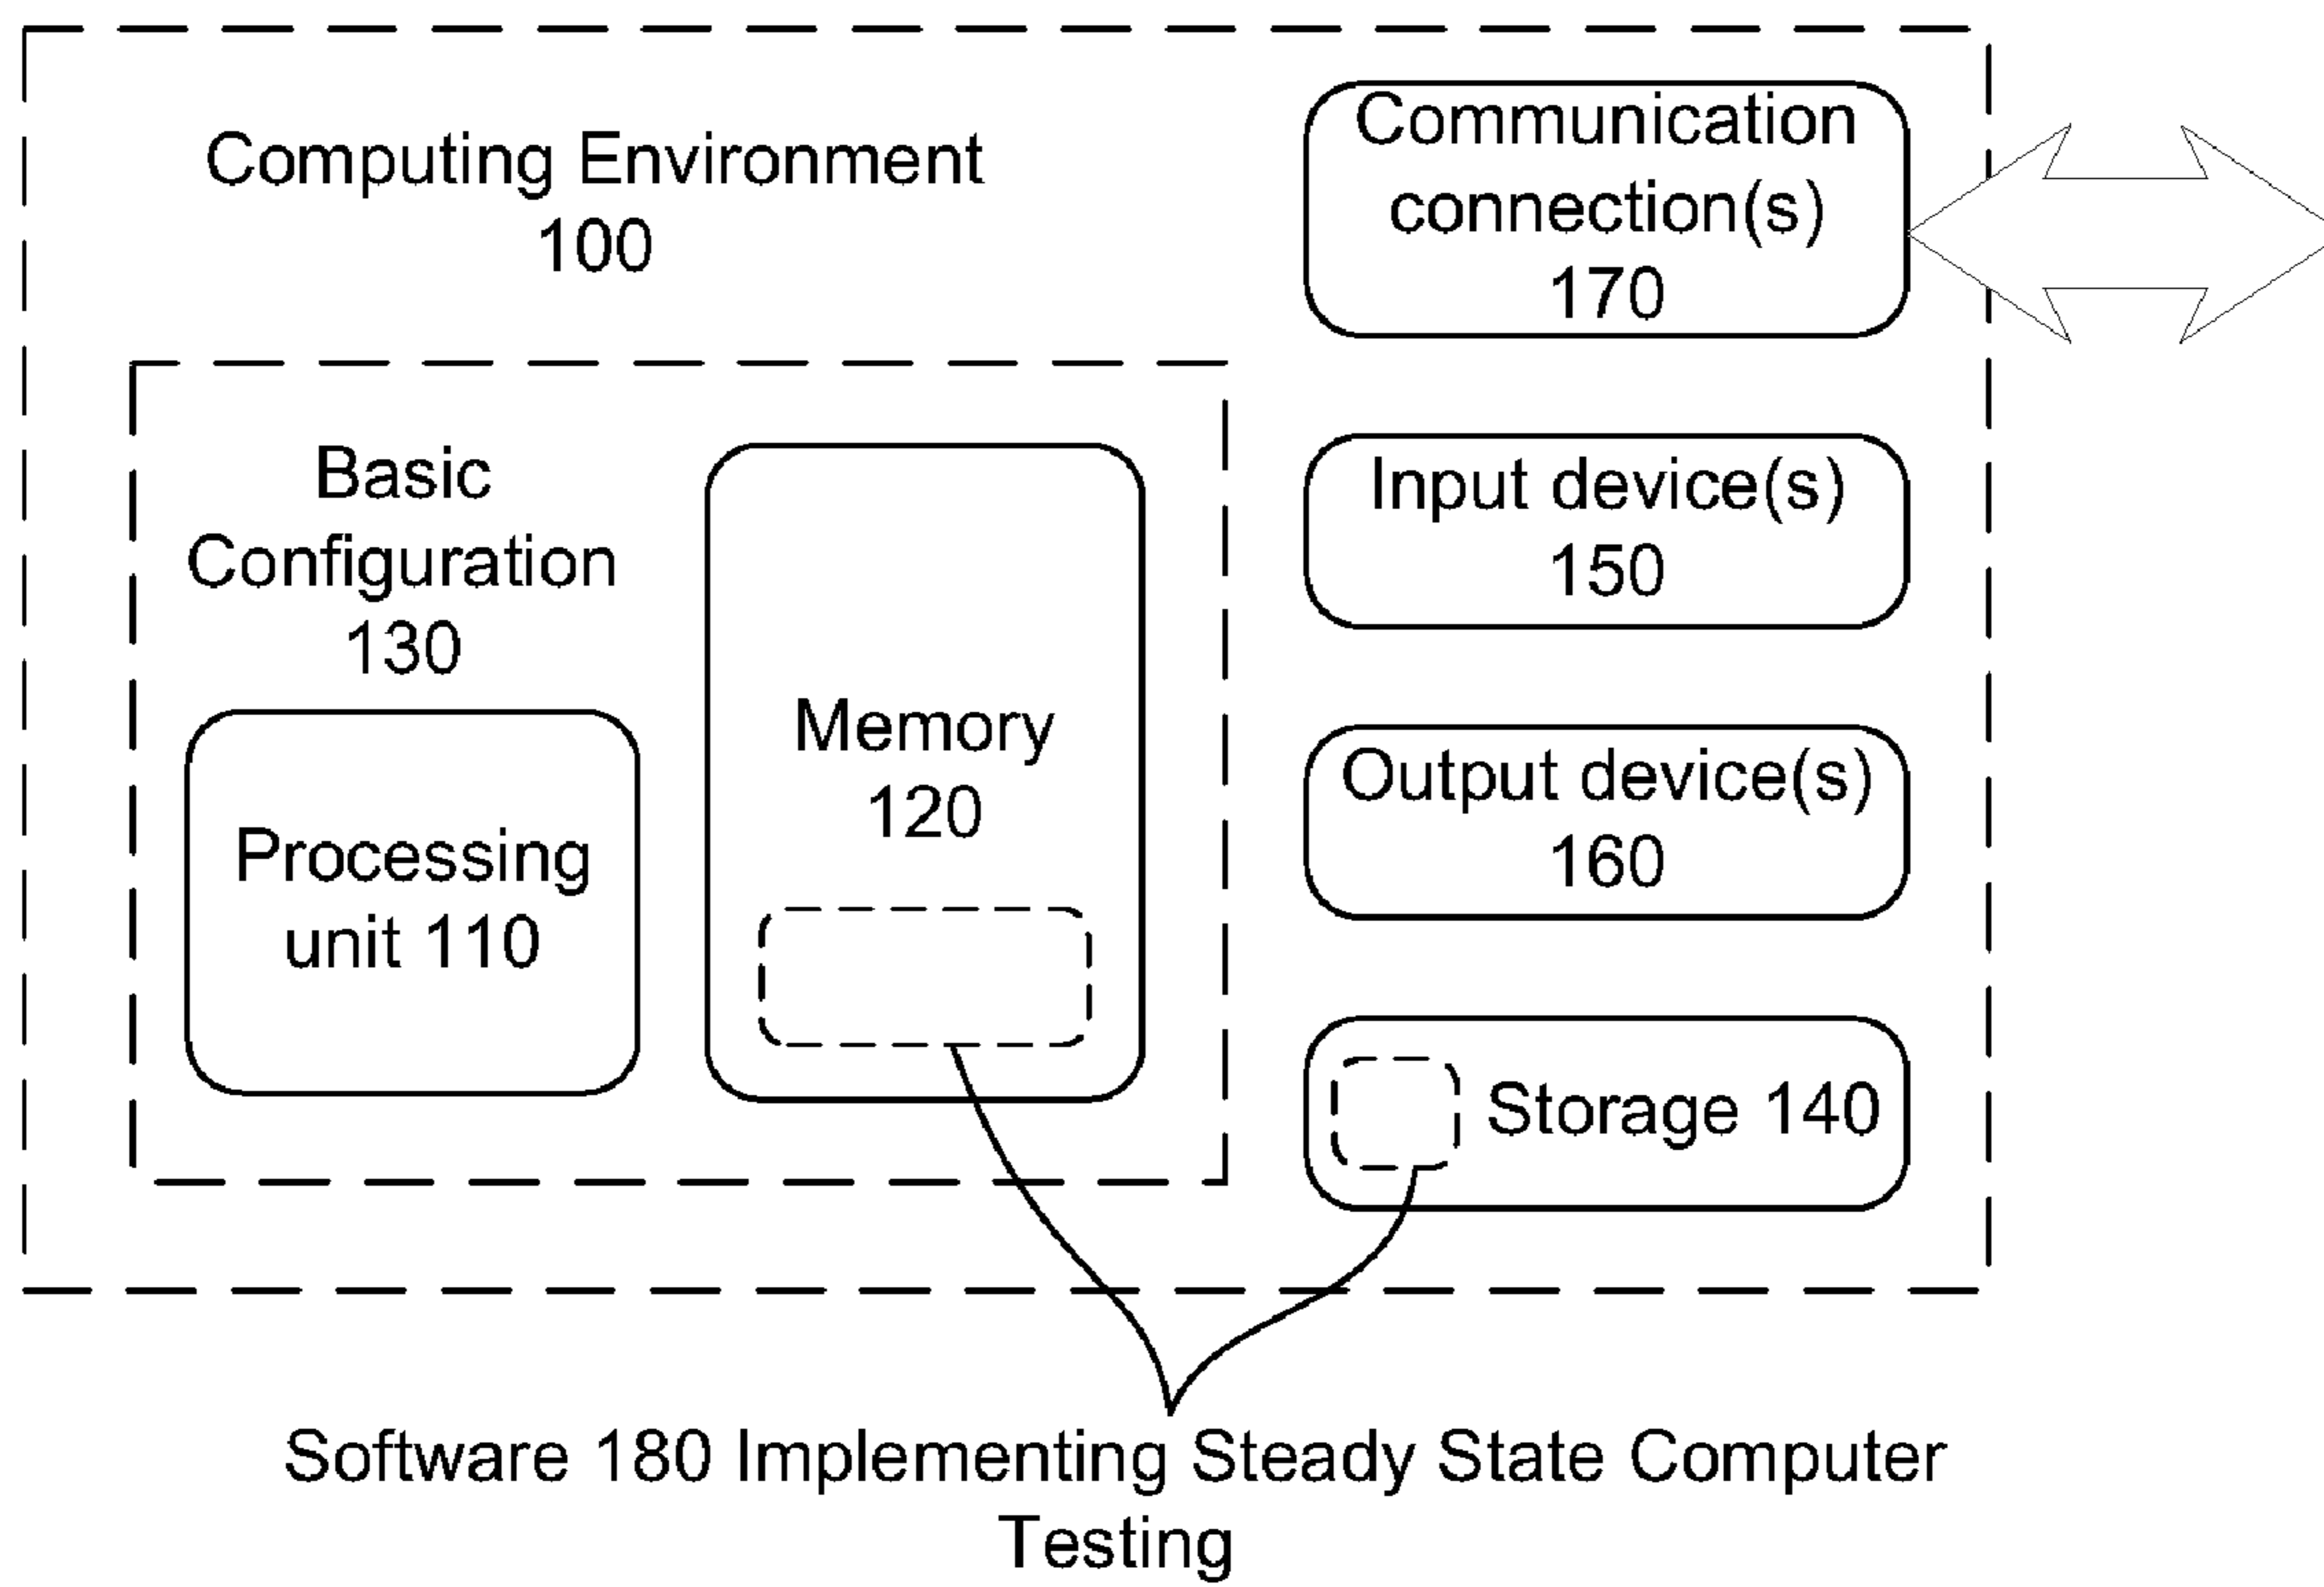 Computing Environment
100
Communication
connection(s)
170
Basic
Configuration
130
Processing
unit 110
Memory
120
Input device(s)
150
Output device(s)
160
Storage 140
Software 180 Implementing Steady State Computer
Testing